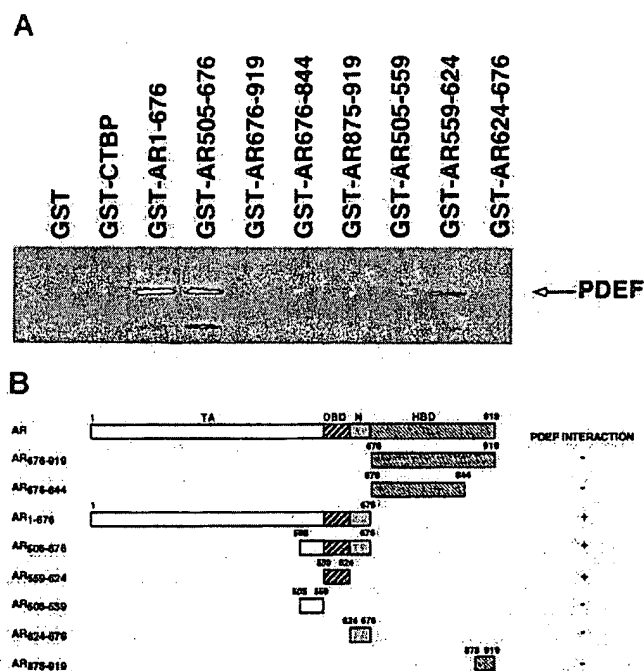 A
GST
GST-CTBP
GST-AR1-676
GST-AR505-676
GST-AR676-919
GST-AR676-844
GST-AR875-919
GST-AR505-559
GST-AR559-624
GST-AR624-676
PDEF
B
1 TA DBD N HBD 919
AR
PDEF INTERACTION
676 919
AR676-919 -
676 844
AR676-844 -
1 676
AR1-676 +
505 676
AR505-676 +
559 624
AR559-624 +
505 559
AR505-559 -
624 676
AR624-676 -
875 919
AR875-919 -